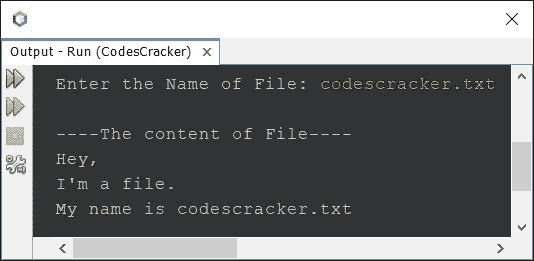 Output - Run (CodesCracker)
Enter the Name of File: codescracker.txt
----The content of File----
Hey,
I'm a file.
My name is codescracker.txt